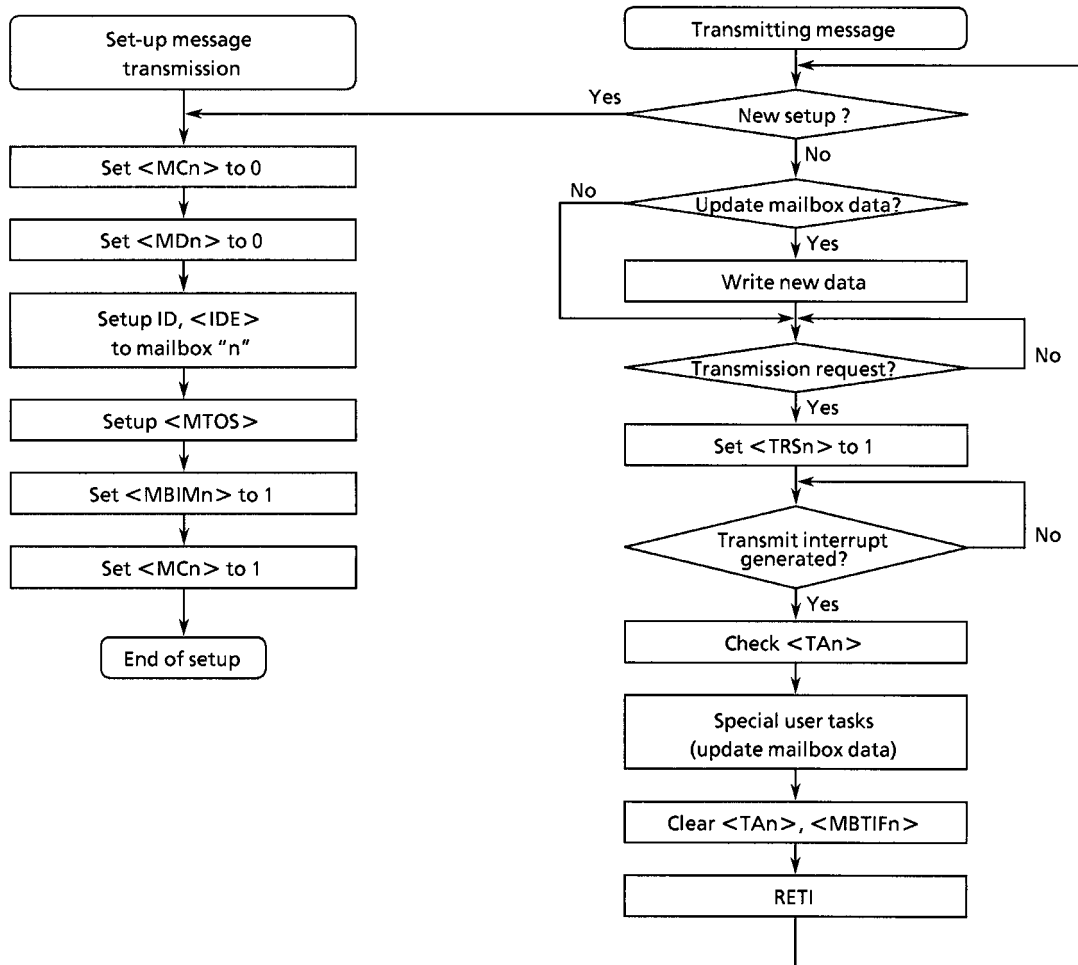 Set-up message
transmission
Set <MCn> to 0
Set <MDn> to 0
Setup ID, <IDE>
to mailbox “n”
Setup <MTOS>
Set <MBIMn> to 1
Set <MCn> to 1
End of setup
Transmitting message
Yes
New setup ?
No
No
Update mailbox data?
Yes
Write new data
Transmission request?
No
Yes
Set <TRSn> to 1
Transmit interrupt
generated?
No
Yes
Check <TAn>
Special user tasks
(update mailbox data)
Clear <TAn>, <MBTIFn>
RETI